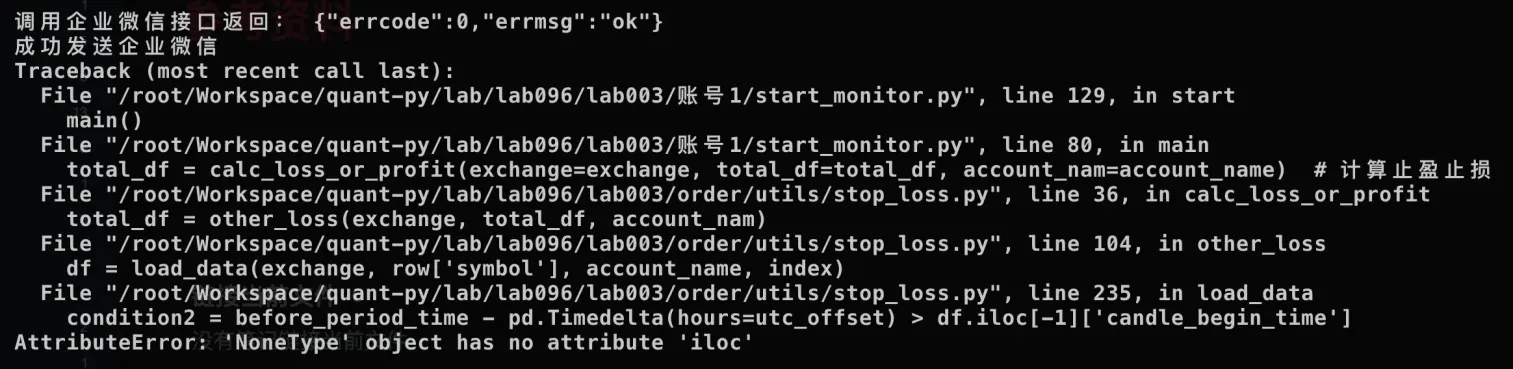 调用企业微信接口返回： {"errcode":0,"errmsg":"ok"}
成功发送企业微信
Traceback (most recent call last):
  File "/root/Workspace/quant-py/lab/lab096/lab003/账号1/start_monitor.py", line 129, in start
    main()
  File "/root/Workspace/quant-py/lab/lab096/lab003/账号1/start_monitor.py", line 80, in main
    total_df = calc_loss_or_profit(exchange=exchange, total_df=total_df, account_nam=account_name)  # 计算止盈止损
  File "/root/Workspace/quant-py/lab/lab096/lab003/order/utils/stop_loss.py", line 36, in calc_loss_or_profit
    total_df = other_loss(exchange, total_df, account_nam)
  File "/root/Workspace/quant-py/lab/lab096/lab003/order/utils/stop_loss.py", line 104, in other_loss
    df = load_data(exchange, row['symbol'], account_name, index)
  File "/root/Workspace/quant-py/lab/lab096/lab003/order/utils/stop_loss.py", line 235, in load_data
    condition2 = before_period_time - pd.Timedelta(hours=utc_offset) > df.iloc[-1]['candle_begin_time']
AttributeError: 'NoneType' object has no attribute 'iloc'